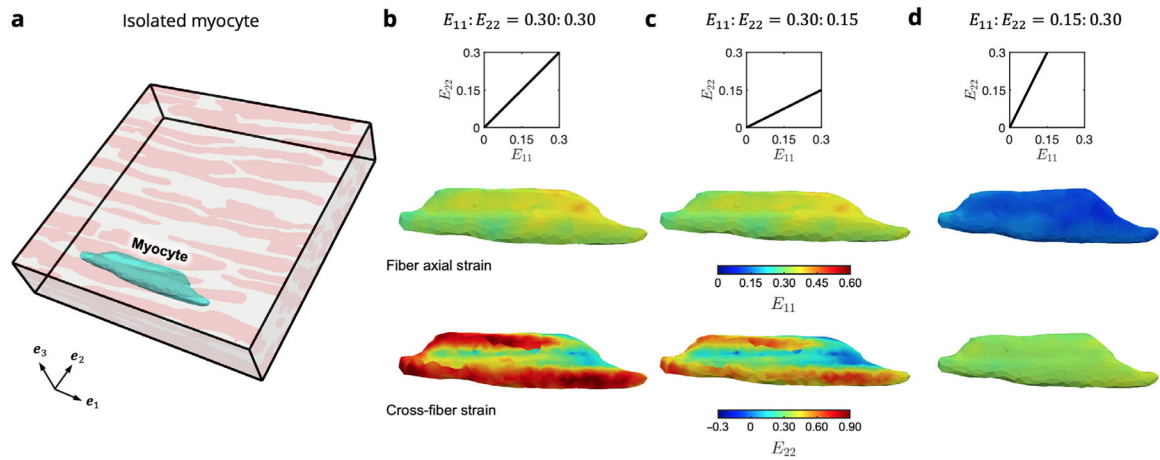 a
Isolated myocyte
Myocyte
e₃
e₂
e₁
b
E₁₁: E₂₂ = 0.30: 0.30
0.3
0.15
0
E₂₂
0
0.15
0.3
E₁₁
c
E₁₁: E₂₂ = 0.30: 0.15
0.3
0.15
0
E₂₂
0
0.15
0.3
E₁₁
d
E₁₁: E₂₂ = 0.15: 0.30
0.3
0.15
0
E₂₂
0
0.15
0.3
E₁₁
Fiber axial strain
0 0.15 0.30 0.45 0.60
E₁₁
Cross-fiber strain
−0.3 0 0.30 0.60 0.90
E₂₂